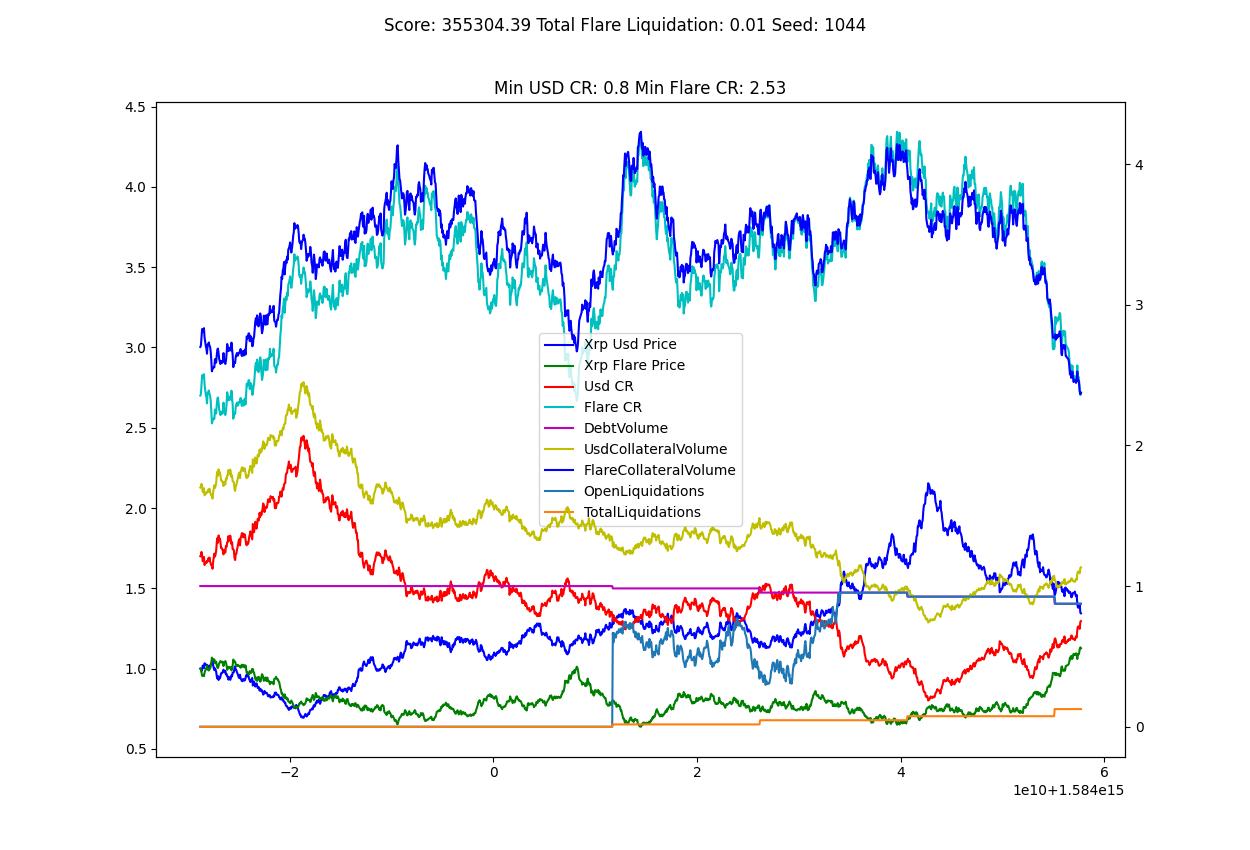 Score: 355304.39 Total Flare Liquidation: 0.01 Seed: 1044
Min USD CR: 0.8 Min Flare CR: 2.53
4.5
4.0
3.5
3.0
2.5
2.0
1.5
1.0
0.5
4
3
2
1
0
Xrp Usd Price
Xrp Flare Price
Usd CR
Flare CR
DebtVolume
UsdCollateralVolume
FlareCollateralVolume
OpenLiquidations
TotalLiquidations
−2 0 2 4 6
1e10+1.584e15